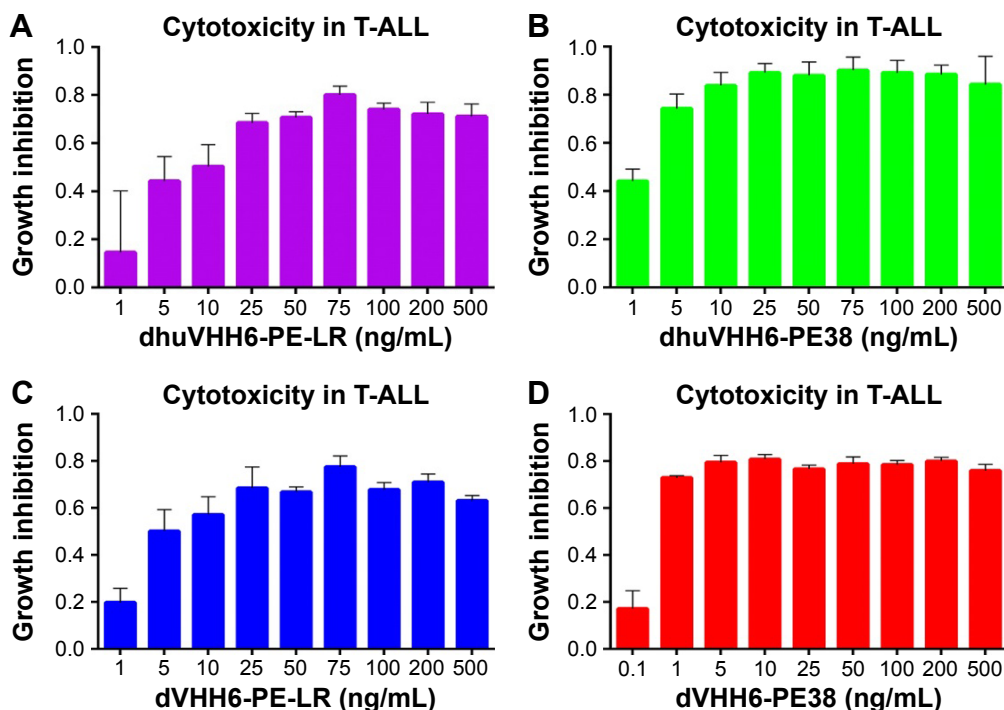 A
Cytotoxicity in T-ALL
Growth inhibition
1.0
0.8
0.6
0.4
0.2
0.0
1 5 10 25 50 75 100 200 500
dhuVHH6-PE-LR (ng/mL)
B
Cytotoxicity in T-ALL
Growth inhibition
1.0
0.8
0.6
0.4
0.2
0.0
1 5 10 25 50 75 100 200 500
dhuVHH6-PE38 (ng/mL)
C
Cytotoxicity in T-ALL
Growth inhibition
1.0
0.8
0.6
0.4
0.2
0.0
1 5 10 25 50 75 100 200 500
dVHH6-PE-LR (ng/mL)
D
Cytotoxicity in T-ALL
Growth inhibition
1.0
0.8
0.6
0.4
0.2
0.0
0.1 1 5 10 25 50 100 200 500
dVHH6-PE38 (ng/mL)